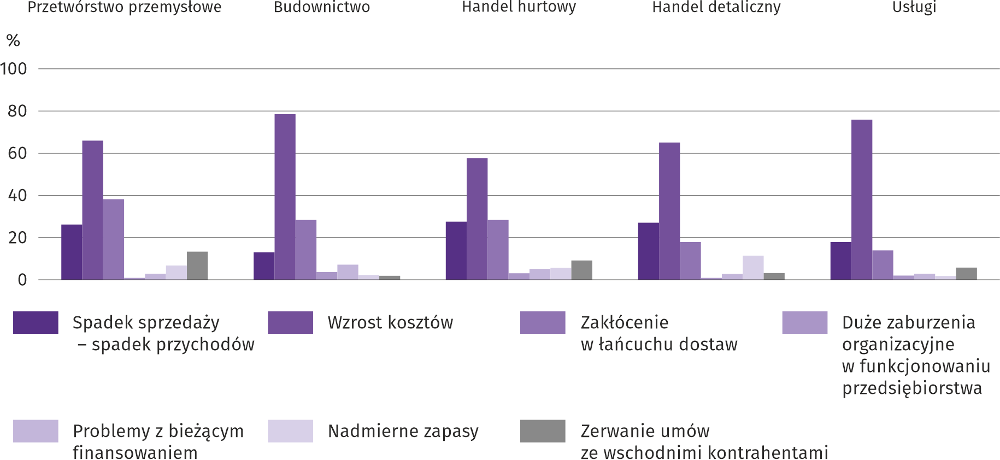 Przetwórstwo przemysłowe
Budownictwo
Handel hurtowy
Handel detaliczny
Usługi
%
100
80
60
40
20
0
Spadek sprzedaży
– spadek przychodów
Wzrost kosztów
Zakłócenie
w łańcuchu dostaw
Duże zaburzenia
organizacyjne
w funkcjonowaniu
przedsiębiorstwa
Problemy z bieżącym
finansowaniem
Nadmierne zapasy
Zerwanie umów
ze wschodnimi kontrahentami